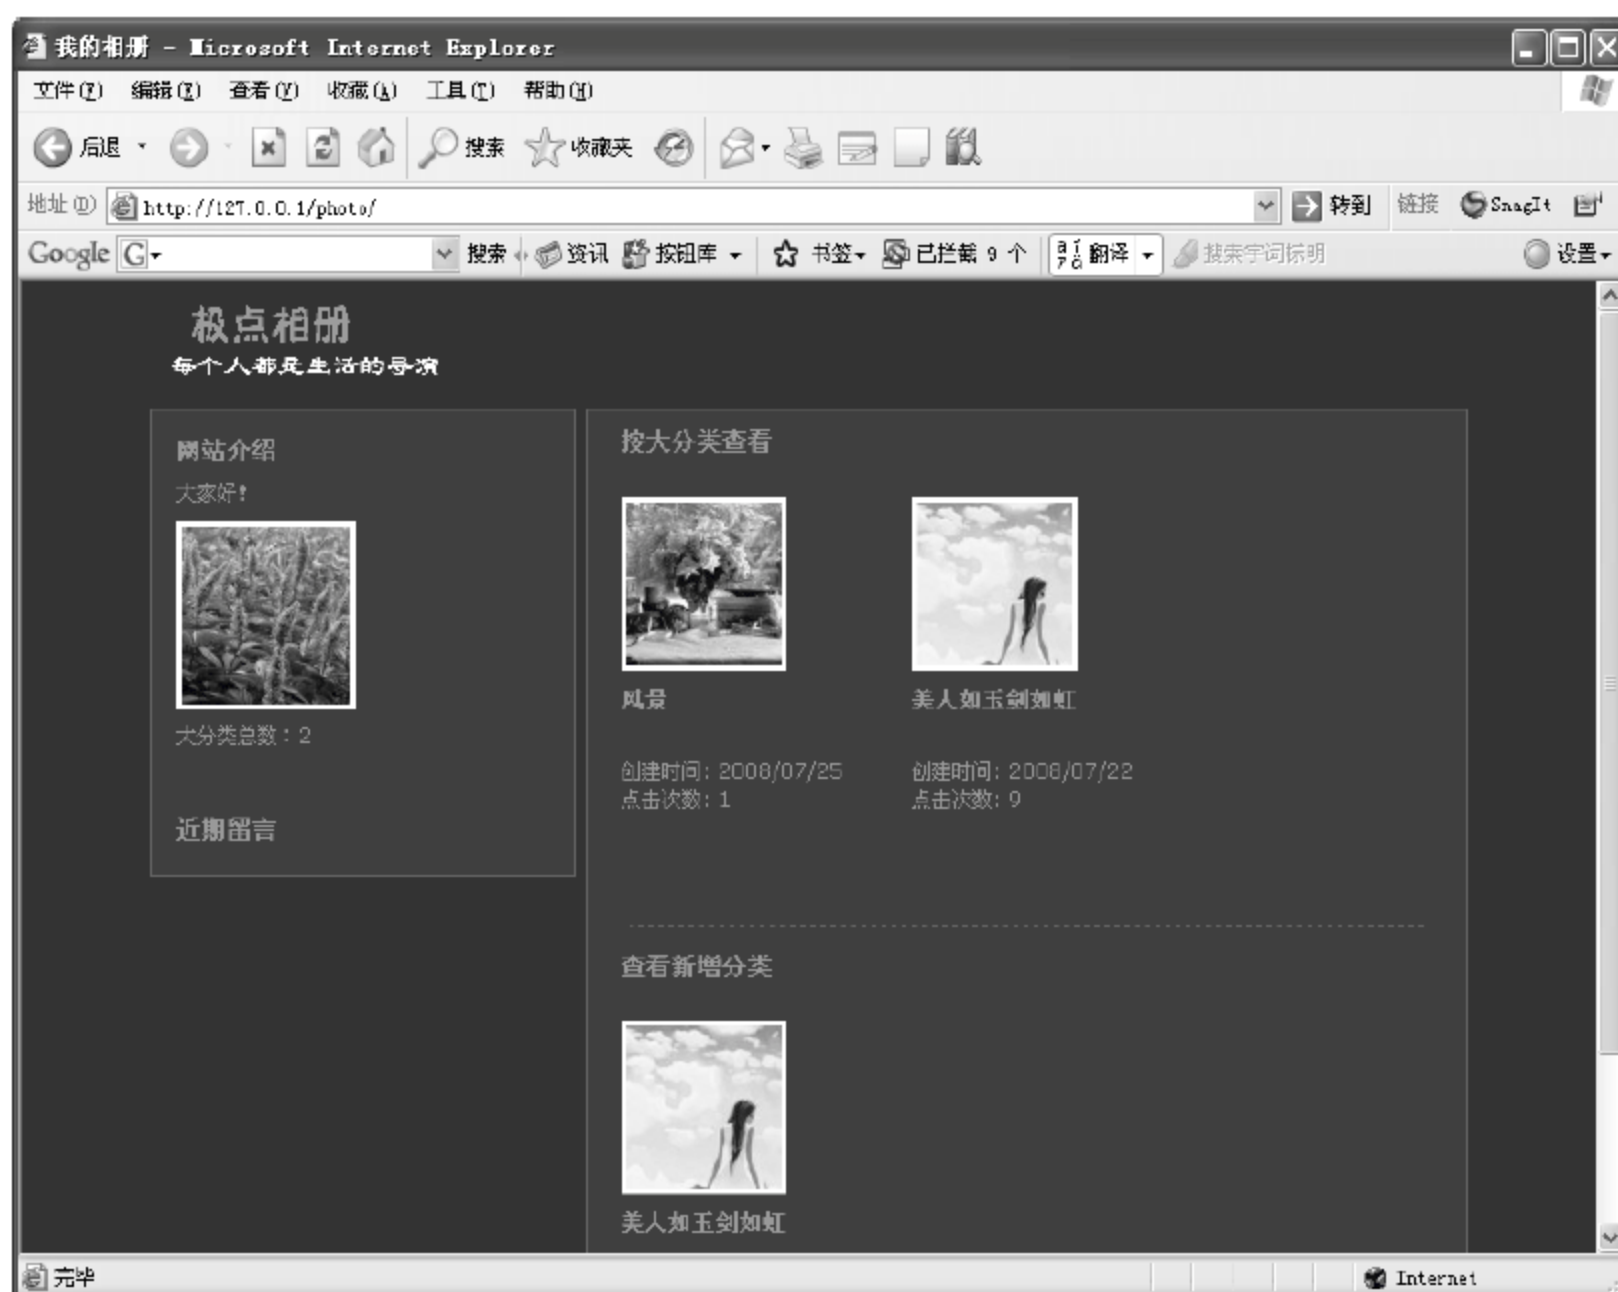 我的相册 - Microsoft Internet Explorer
文件(F) 编辑(E) 查看(V) 收藏(A) 工具(T) 帮助(H)
后退 搜索 收藏夹
地址(D) http://127.0.0.1/photo/ 转到 链接 SnagIt
Google G 搜索 资讯 按钮库 书签 已拦截 9 个 翻译 搜索字词标明 设置
极点相册
每个人都是生活的导演
网站介绍
大家好!
大分类总数：2
近期留言
按大分类查看
风景 美人如玉剑如虹
创建时间: 2008/07/25 创建时间: 2008/07/22
点击次数: 1 点击次数: 9
查看新增分类
美人如玉剑如虹
完毕 Internet